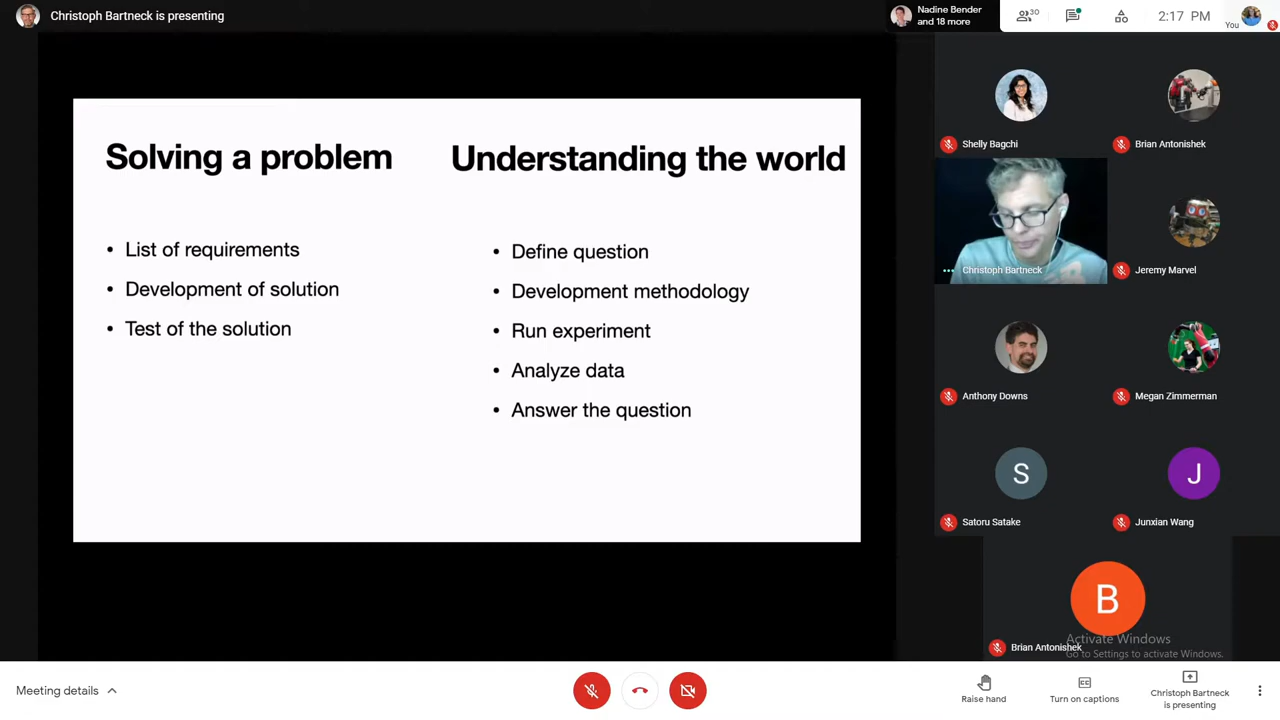 Christoph Bartneck is presenting
Nadine Bender
and 18 more
30
2:17 PM
You
Solving a problem
• List of requirements
• Development of solution
• Test of the solution
Understanding the world
• Define question
• Development methodology
• Run experiment
• Analyze data
• Answer the question
Shelly Bagchi
Brian Antonishek
Christoph Bartneck
Jeremy Marvel
Anthony Downs
Megan Zimmerman
S
Satoru Satake
J
Junxian Wang
B
Brian Antonishek
Activate Windows
Go to Settings to activate Windows.
Meeting details
Raise hand
Turn on captions
Christoph Bartneck
is presenting